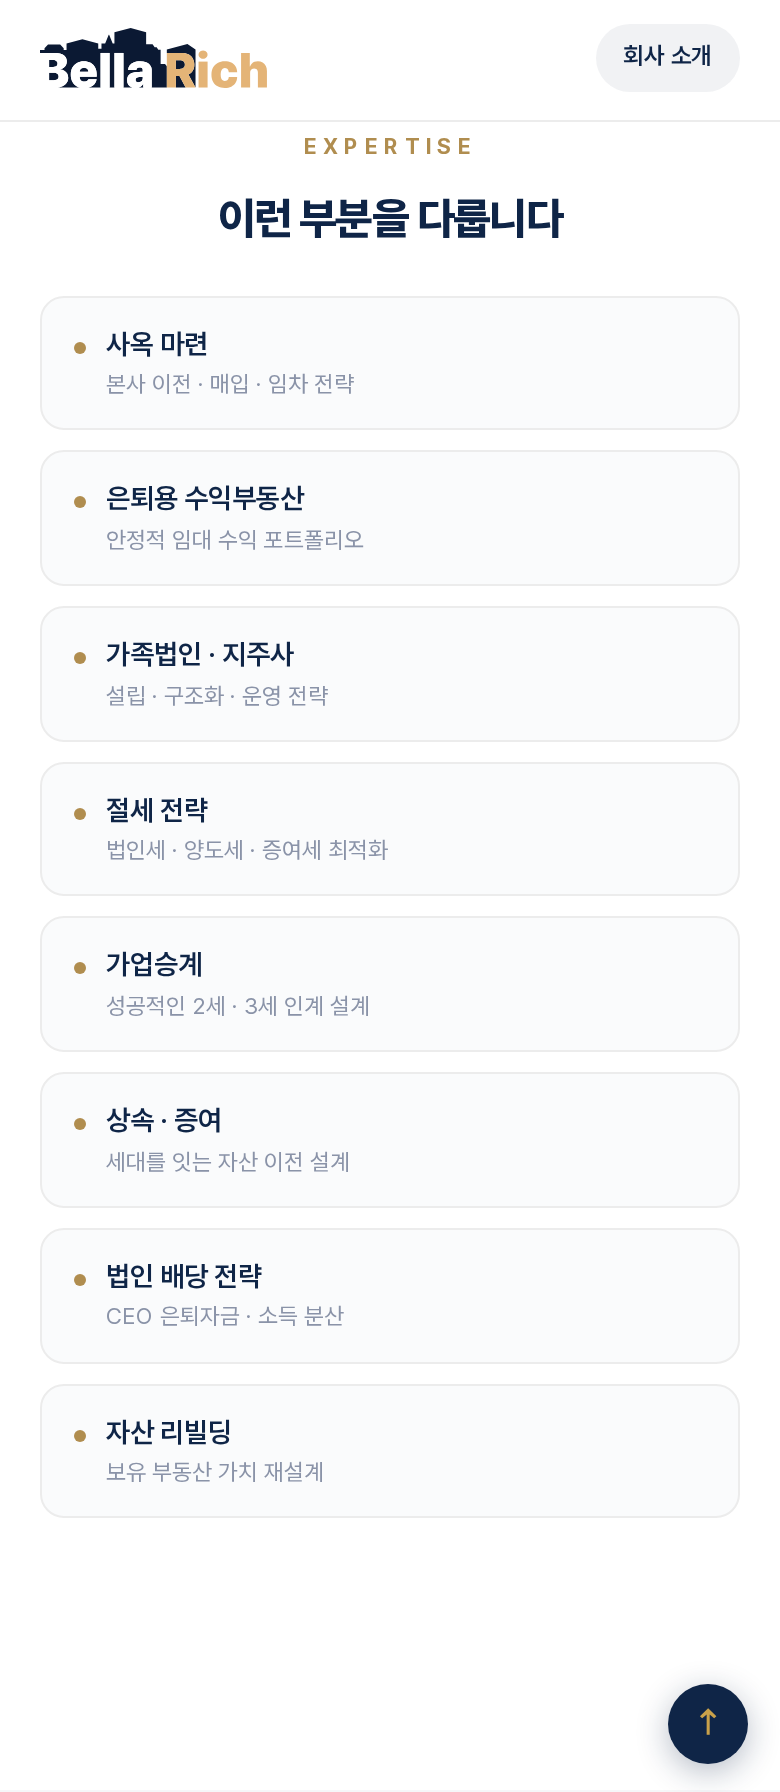 Bella Rich
회사 소개
EXPERTISE
이런 부분을 다룹니다
사옥 마련
본사 이전 · 매입 · 임차 전략
은퇴용 수익부동산
안정적 임대 수익 포트폴리오
가족법인 · 지주사
설립 · 구조화 · 운영 전략
절세 전략
법인세 · 양도세 · 증여세 최적화
가업승계
성공적인 2세 · 3세 인계 설계
상속 · 증여
세대를 잇는 자산 이전 설계
법인 배당 전략
CEO 은퇴자금 · 소득 분산
자산 리빌딩
보유 부동산 가치 재설계
↑